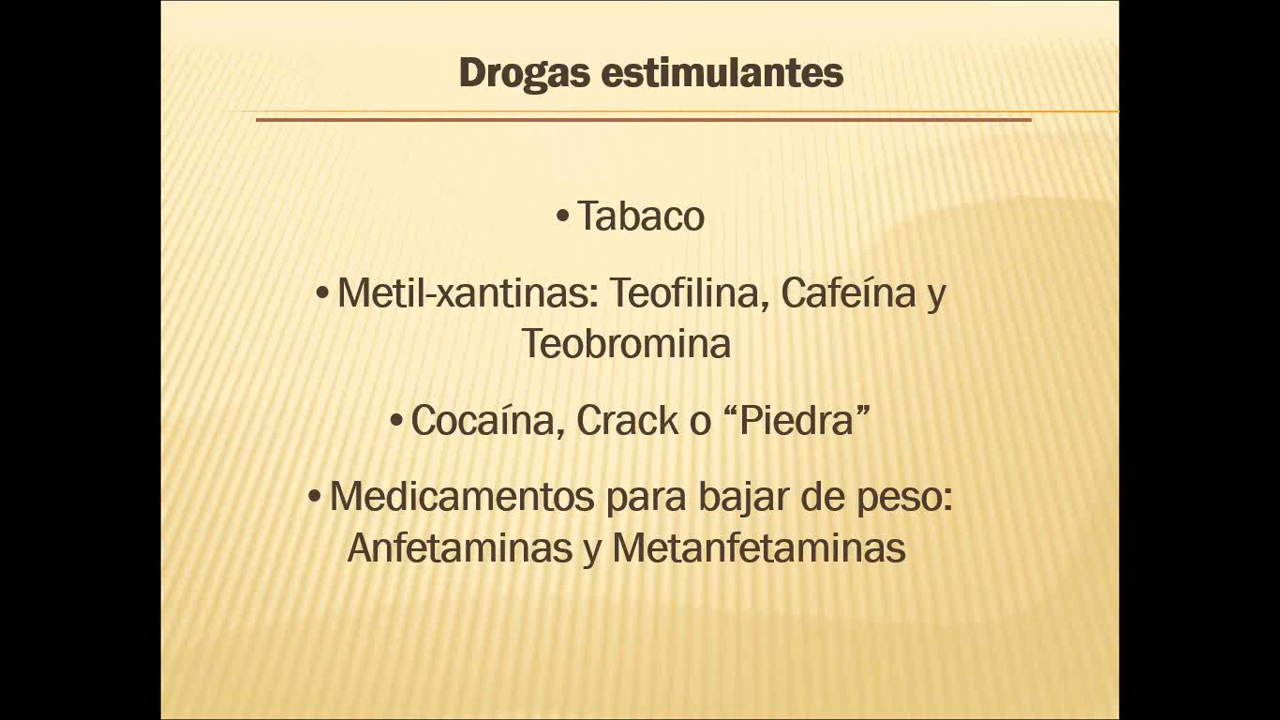 Drogas estimulantes
•Tabaco
•Metil-xantinas: Teofilina, Cafeína y
Teobromina
•Cocaína, Crack o “Piedra”
•Medicamentos para bajar de peso:
Anfetaminas y Metanfetaminas